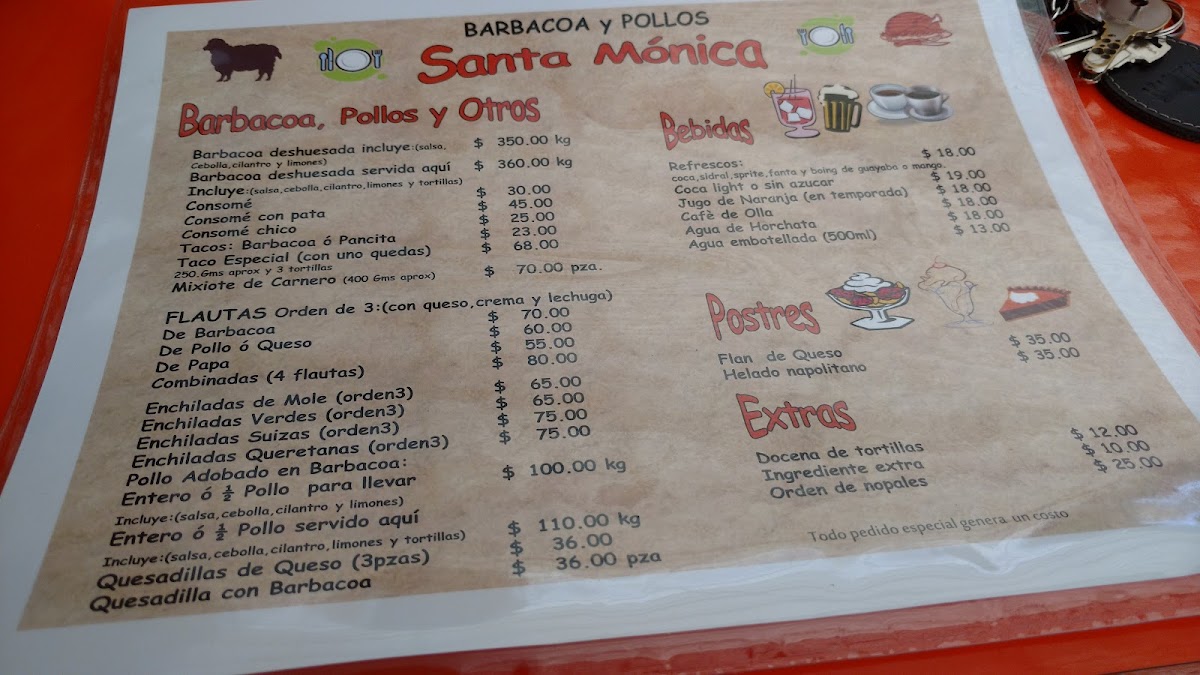 BARBACOA y POLLOS
Santa Mónica
Barbacoa, Pollos y Otros
Barbacoa deshuesada incluye:(salsa, $ 350.00 kg
Cebolla,cilantro y limones)
Barbacoa deshuesada servida aquí $ 360.00 kg
Incluye:(salsa,cebolla,cilantro,limones y tortillas)
Consomé $ 30.00
Consomé con pata $ 45.00
Consomé chico $ 25.00
Tacos: Barbacoa ó Pancita $ 23.00
Taco Especial (con uno quedas) $ 68.00
250.Gms aprox y 3 tortillas
Mixiote de Carnero (400 Gms aprox) $ 70.00 pza.
FLAUTAS Orden de 3:(con queso,crema y lechuga)
De Barbacoa $ 70.00
De Pollo ó Queso $ 60.00
De Papa $ 55.00
Combinadas (4 flautas) $ 80.00
Enchiladas de Mole (orden3) $ 65.00
Enchiladas Verdes (orden3) $ 65.00
Enchiladas Suizas (orden3) $ 75.00
Enchiladas Queretanas (orden3) $ 75.00
Pollo Adobado en Barbacoa:
Entero ó ½ Pollo para llevar $ 100.00 kg
Incluye:(salsa,cebolla,cilantro y limones)
Entero ó ½ Pollo servido aquí $ 110.00 kg
Incluye:(salsa,cebolla,cilantro,limones y tortillas)
Quesadillas de Queso (3pzas) $ 36.00
Quesadilla con Barbacoa $ 36.00 pza
Bebidas
Refrescos: $ 18.00
coca,sidral,sprite,fanta y boing de guayaba o mango.
Coca light o sin azucar $ 19.00
Jugo de Naranja (en temporada) $ 18.00
Cafè de Olla $ 18.00
Agua de Horchata $ 18.00
Agua embotellada (500ml) $ 13.00
Postres
Flan de Queso $ 35.00
Helado napolitano $ 35.00
Extras
Docena de tortillas $ 12.00
Ingrediente extra $ 10.00
Orden de nopales $ 25.00
Todo pedido especial genera un costo